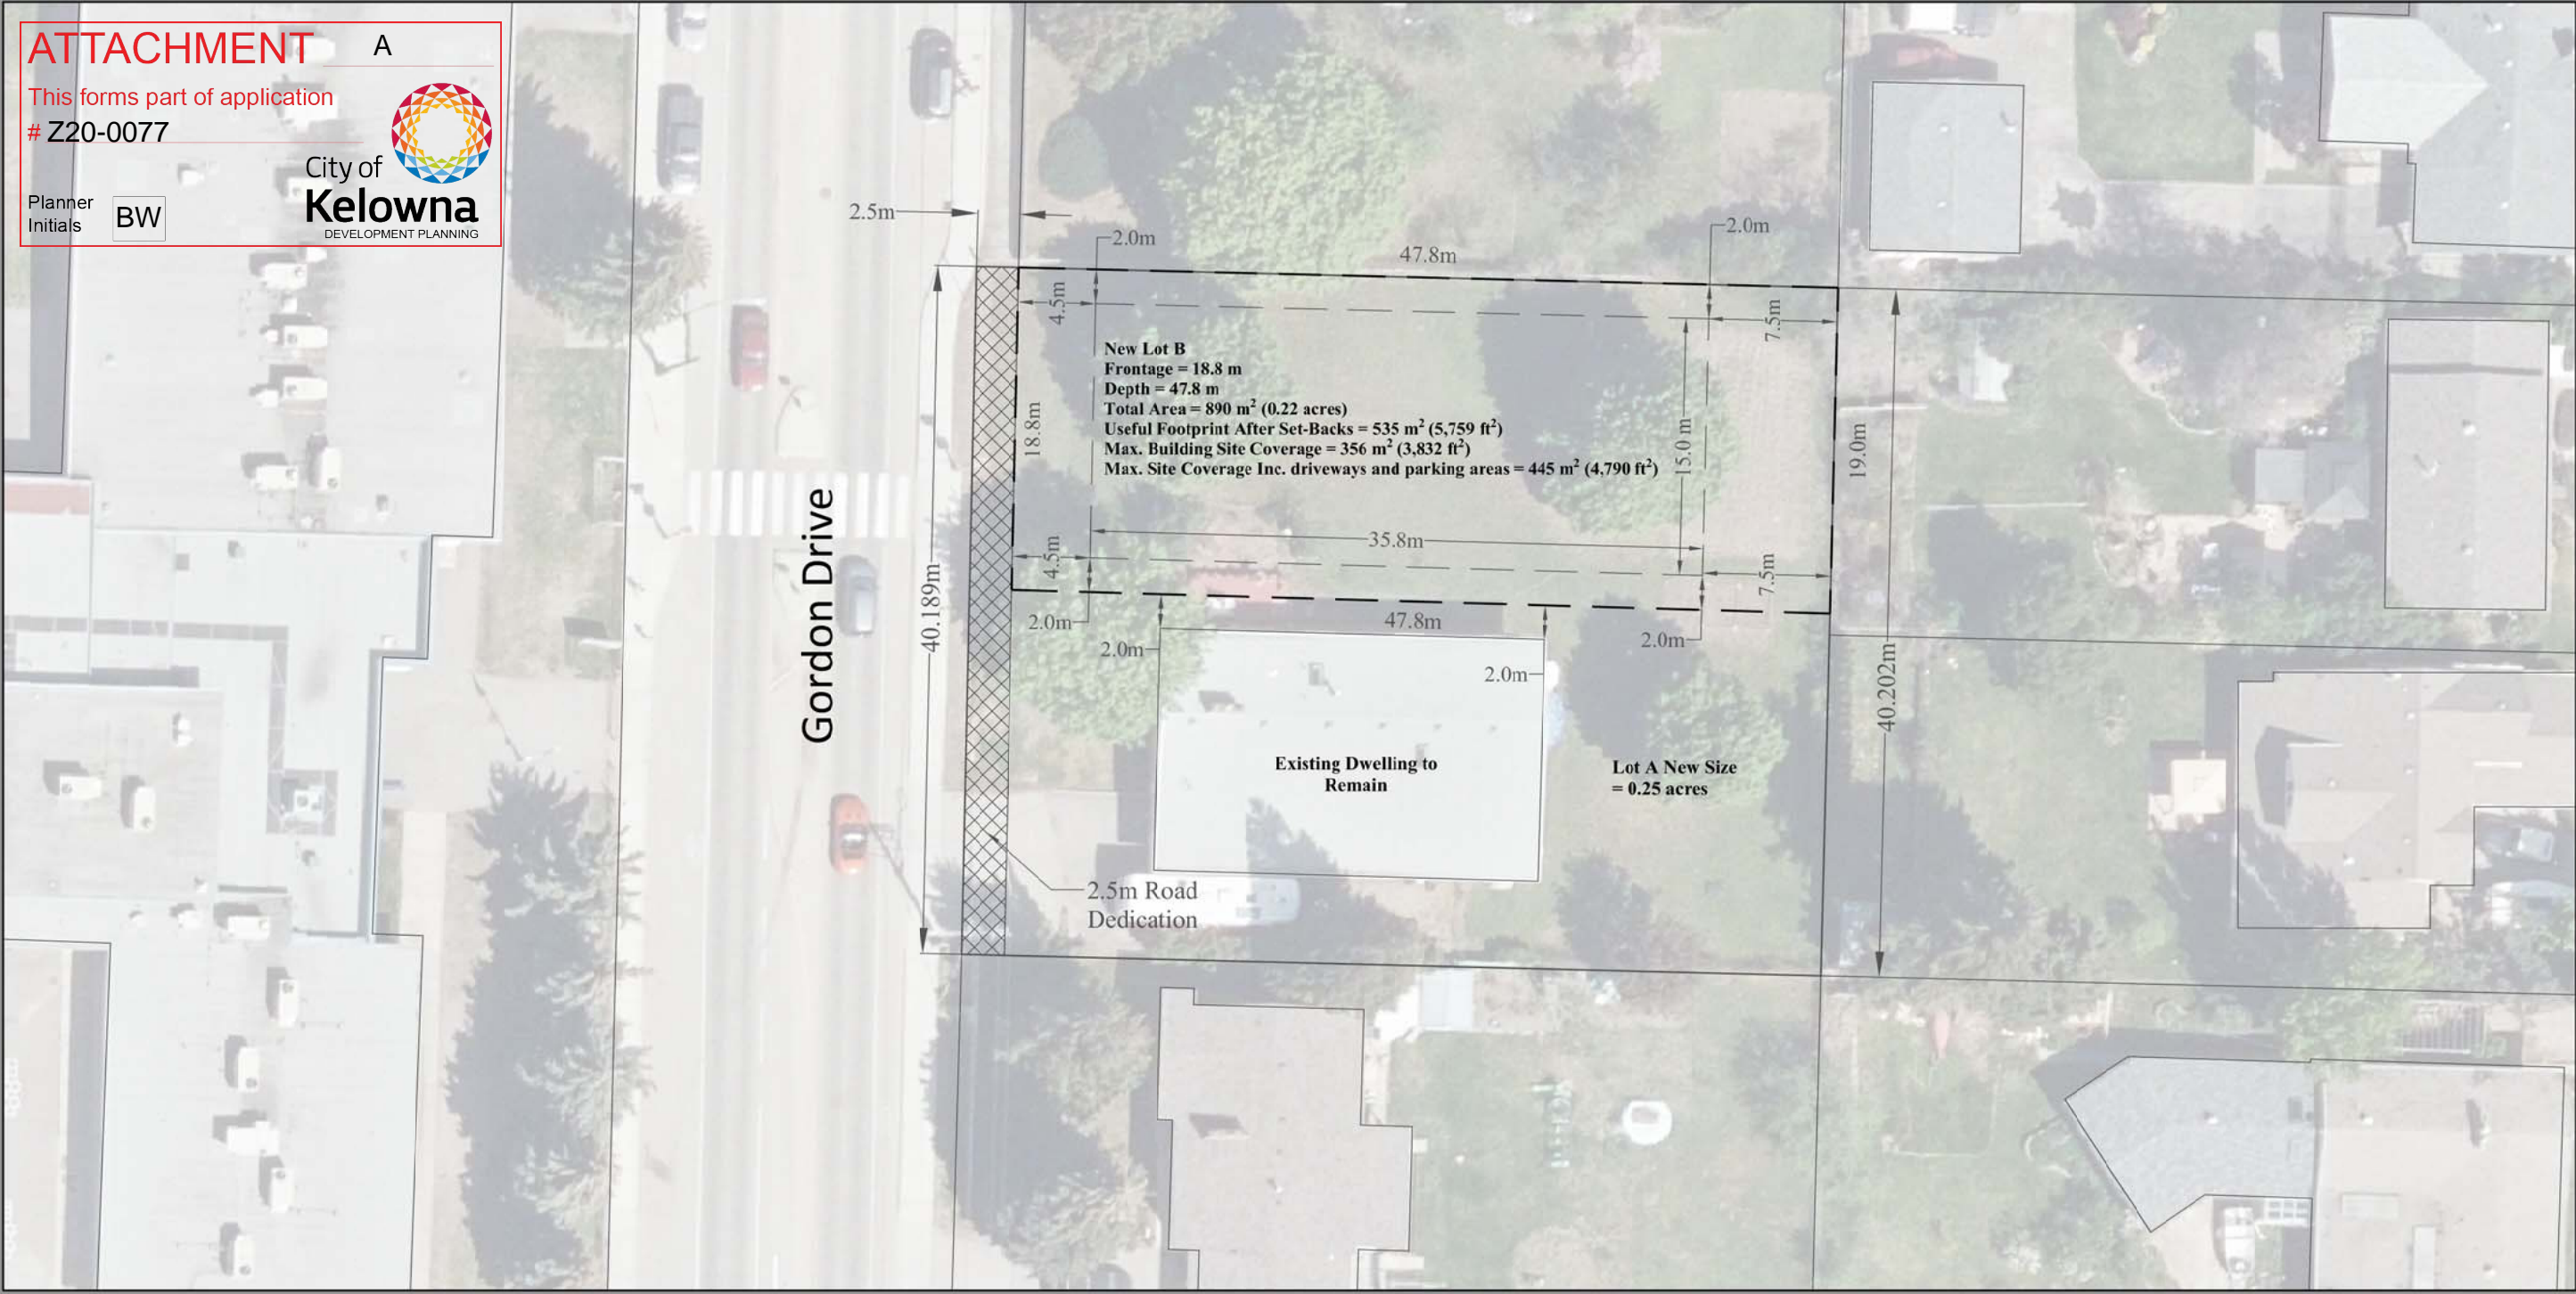 ATTACHMENT A
This forms part of application
# Z20-0077
City of
Kelowna
DEVELOPMENT PLANNING
Planner
Initials
BW
2.5m
2.0m
47.8m
2.0m
4.5m
7.5m
New Lot B
Frontage = 18.8 m
Depth = 47.8 m
Total Area = 890 m² (0.22 acres)
Useful Footprint After Set-Backs = 535 m² (5,759 ft²)
Max. Building Site Coverage = 356 m² (3,832 ft²)
Max. Site Coverage Inc. driveways and parking areas = 445 m² (4,790 ft²)
18.8m
15.0 m
19.0m
Gordon Drive
40.189m
35.8m
4.5m
7.5m
2.0m
47.8m
2.0m
2.0m
2.0m
40.202m
Existing Dwelling to
Remain
Lot A New Size
= 0.25 acres
2.5m Road
Dedication